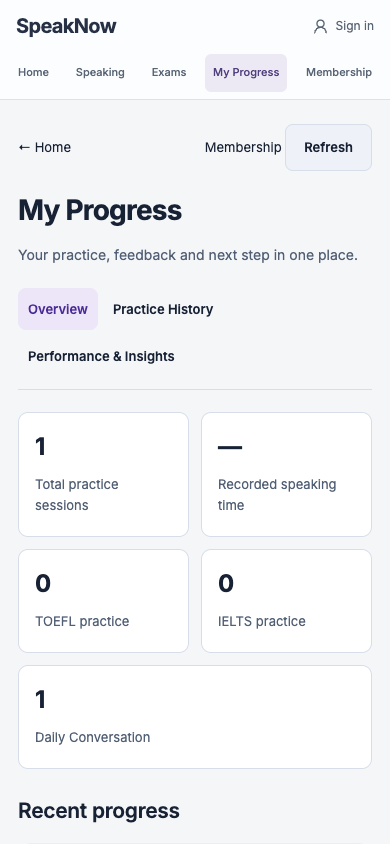 SpeakNow
Sign in
Home
Speaking
Exams
My Progress
Membership
← Home
Membership
Refresh
My Progress
Your practice, feedback and next step in one place.
Overview
Practice History
Performance & Insights
1
Total practice
sessions
—
Recorded speaking
time
0
TOEFL practice
0
IELTS practice
1
Daily Conversation
Recent progress